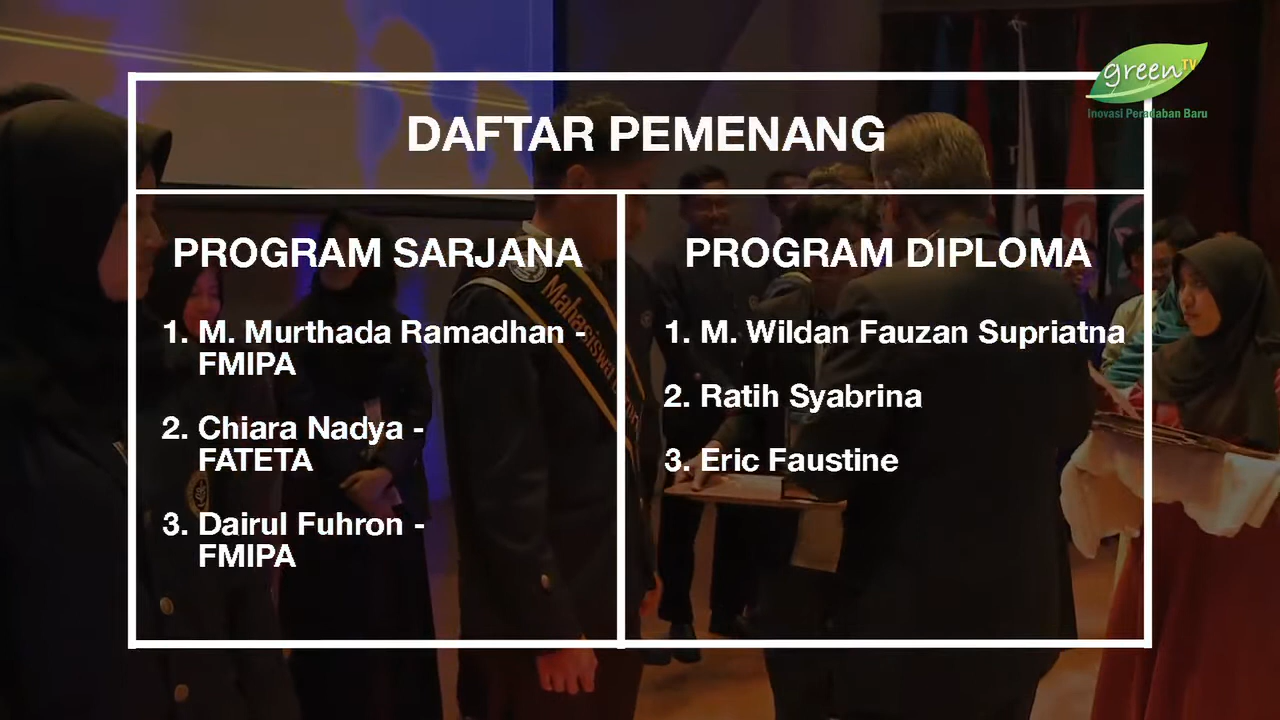 green TV
Inovasi Peradaban Baru
DAFTAR PEMENANG
PROGRAM SARJANA
1. M. Murthada Ramadhan -
FMIPA
2. Chiara Nadya -
FATETA
3. Dairul Fuhron -
FMIPA
PROGRAM DIPLOMA
1. M. Wildan Fauzan Supriatna
2. Ratih Syabrina
3. Eric Faustine
Mahasiswa